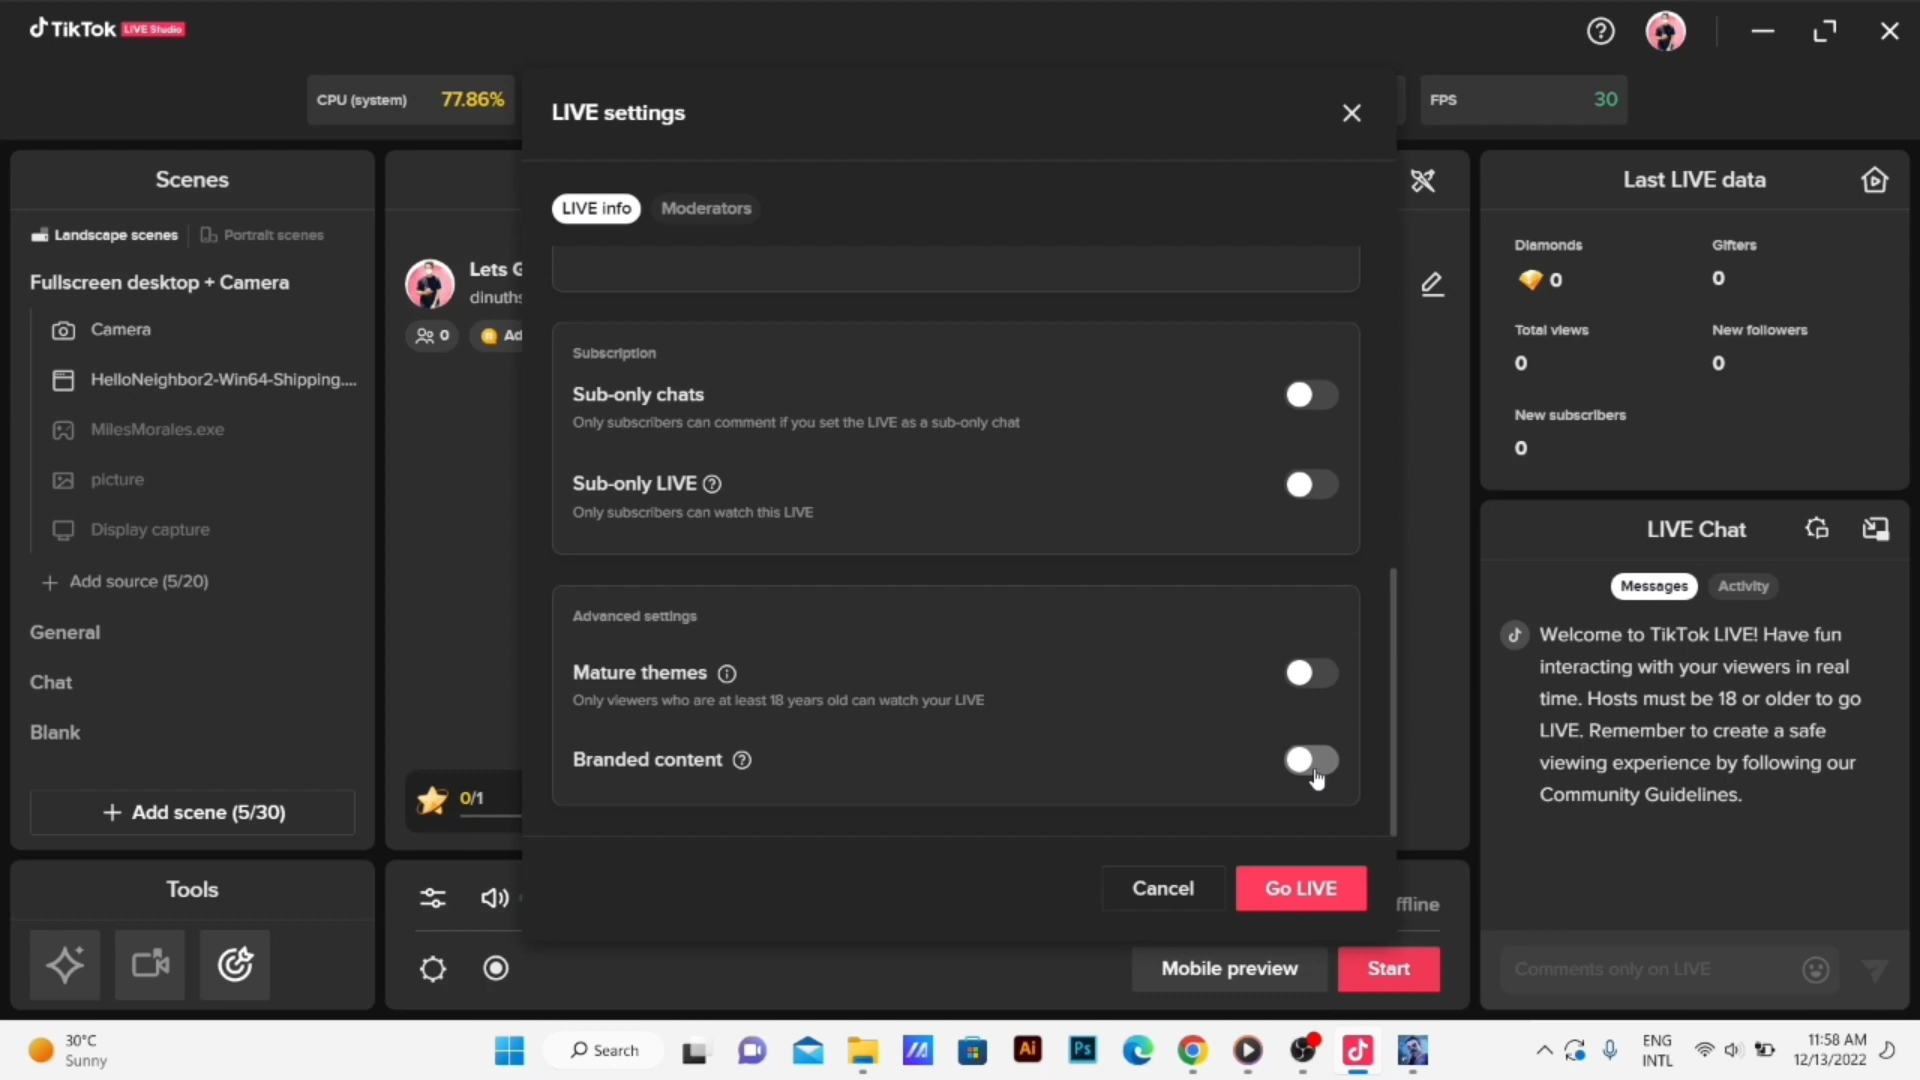 TikTok LIVE Studio
CPU (system) 77.86%
FPS 30
LIVE settings
LIVE info
Moderators
Scenes
Landscape scenes
Portrait scenes
Fullscreen desktop + Camera
Camera
HelloNeighbor2-Win64-Shipping....
MilesMorales.exe
picture
Display capture
+ Add source (5/20)
General
Chat
Blank
+ Add scene (5/30)
Tools
Lets G
dinuths
0
Ad
0/1
Subscription
Sub-only chats
Only subscribers can comment if you set the LIVE as a sub-only chat
Sub-only LIVE
Only subscribers can watch this LIVE
Advanced settings
Mature themes
Only viewers who are at least 18 years old can watch your LIVE
Branded content
Cancel
Go LIVE
ffline
Mobile preview
Start
Last LIVE data
Diamonds
Gifters
0
0
Total views
New followers
0
0
New subscribers
0
LIVE Chat
Messages
Activity
Welcome to TikTok LIVE! Have fun
interacting with your viewers in real
time. Hosts must be 18 or older to go
LIVE. Remember to create a safe
viewing experience by following our
Community Guidelines.
Comments only on LIVE
30°C
Sunny
Search
Ai
Ps
ENG
INTL
11:58 AM
12/13/2022